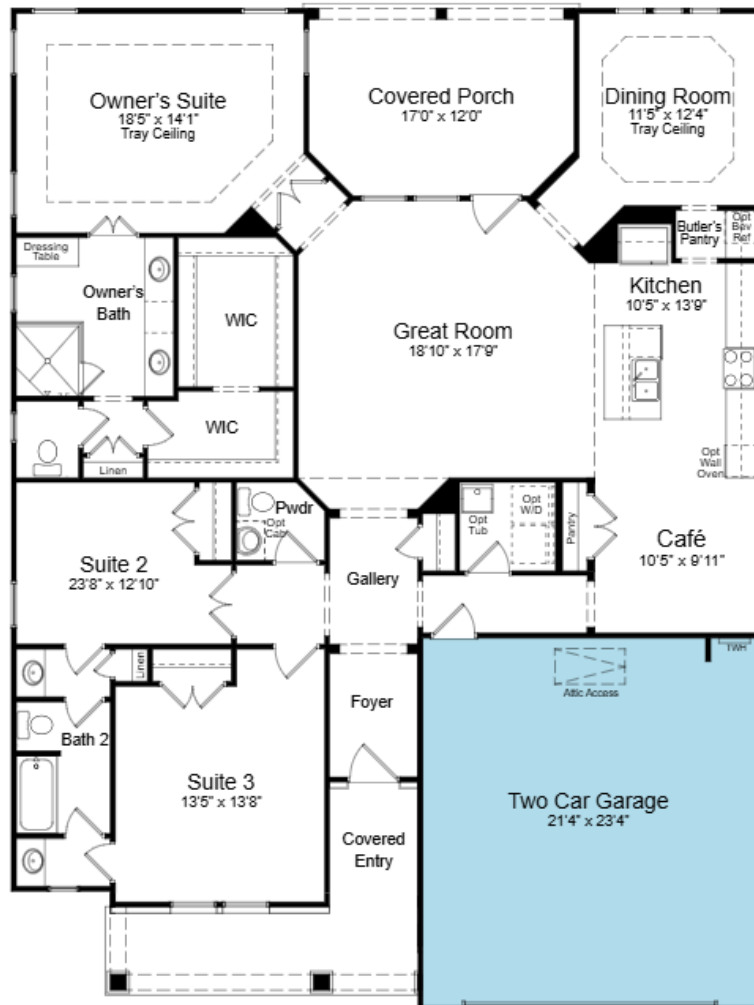 Owner's Suite
18'5" x 14'1"
Tray Ceiling
Covered Porch
17'0" x 12'0"
Dining Room
11'5" x 12'4"
Tray Ceiling
Dressing
Table
Owner's
Bath
WIC
WIC
Linen
Great Room
18'10" x 17'9"
Butler's
Pantry
Opt
Bev
Ref
Kitchen
10'5" x 13'9"
Opt
Wall
Oven
Suite 2
23'8" x 12'10"
Pwdr
Opt
Cab
Gallery
Opt
Tub
Opt
W/D
Pantry
Café
10'5" x 9'11"
Linen
Foyer
Attic Access
TWH
Bath 2
Suite 3
13'5" x 13'8"
Covered
Entry
Two Car Garage
21'4" x 23'4"